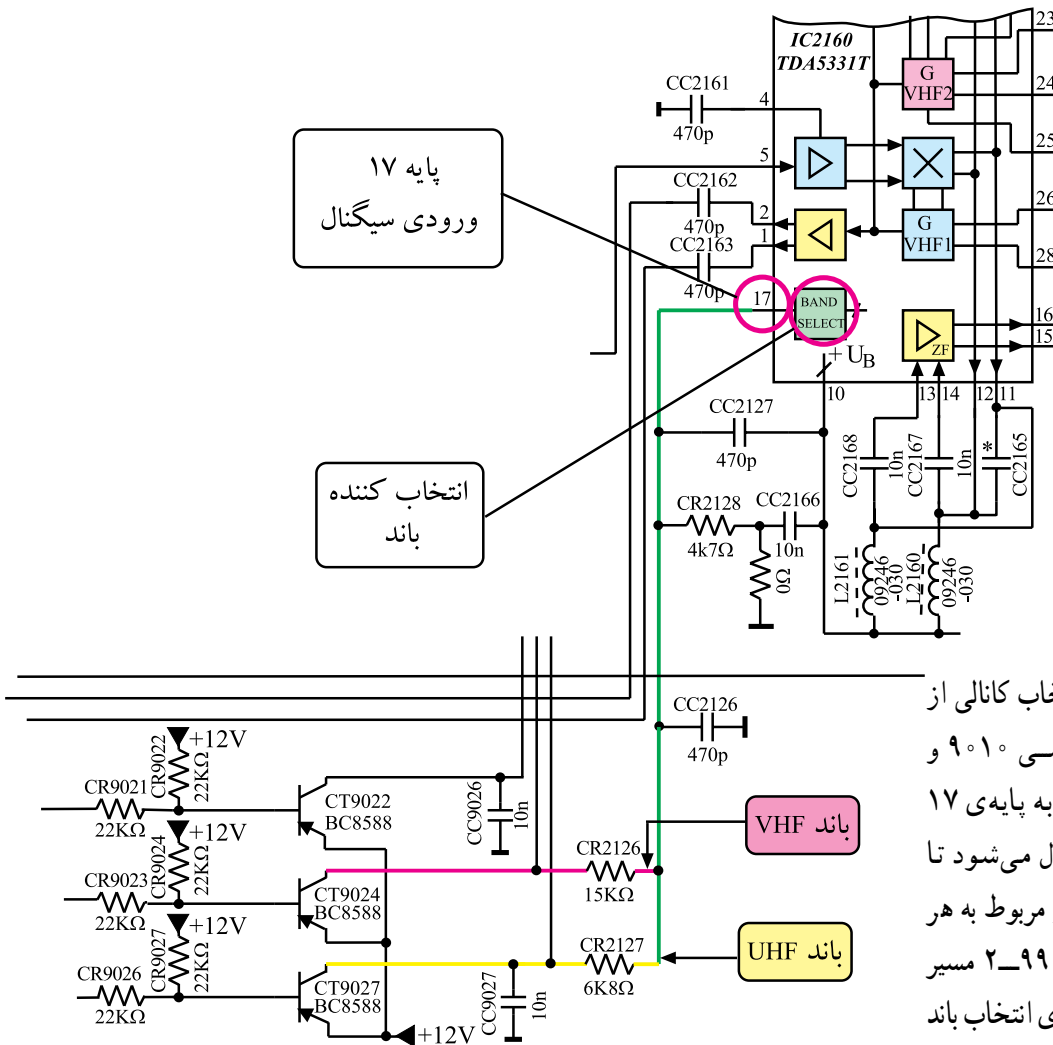 IC2160
TDA5331T
23
G
VHF2
24
25
CC2161
4
470p
5
CC2162
2
470p
CC2163
1
470p
26
G
VHF1
28
پایه ۱۷
ورودی سیگنال
17
BAND
SELECT
+U_B
10
ZF
16
15
13
14
12
11
انتخاب کننده
باند
CC2127
470p
CR2128
4k7Ω
CC2166
10n
0Ω
CC2168
10n
CC2167
10n
*
CC2165
L2161
09246
-030
L2160
09246
-030
CC2126
470p
خاب کانالی از
ـسی ۹۰۱۰ و
به پایه‌ی ۱۷
ل می‌شود تا
مربوط به هر
۲ــ۹۹ مسیر
ی انتخاب باند
+12V
CR9022
22KΩ
CR9021
22KΩ
CT9022
BC8588
CC9026
10n
+12V
CR9024
22KΩ
CR9023
22KΩ
CT9024
BC8588
CR2126
15KΩ
باند VHF
+12V
CR9027
22KΩ
CR9026
22KΩ
CT9027
BC8588
CC9027
10n
CR2127
6K8Ω
باند UHF
+12V